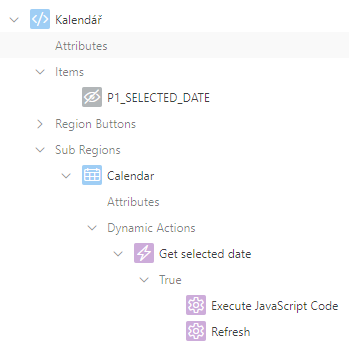 Kalendář
Attributes
Items
P1_SELECTED_DATE
Region Buttons
Sub Regions
Calendar
Attributes
Dynamic Actions
Get selected date
True
Execute JavaScript Code
Refresh